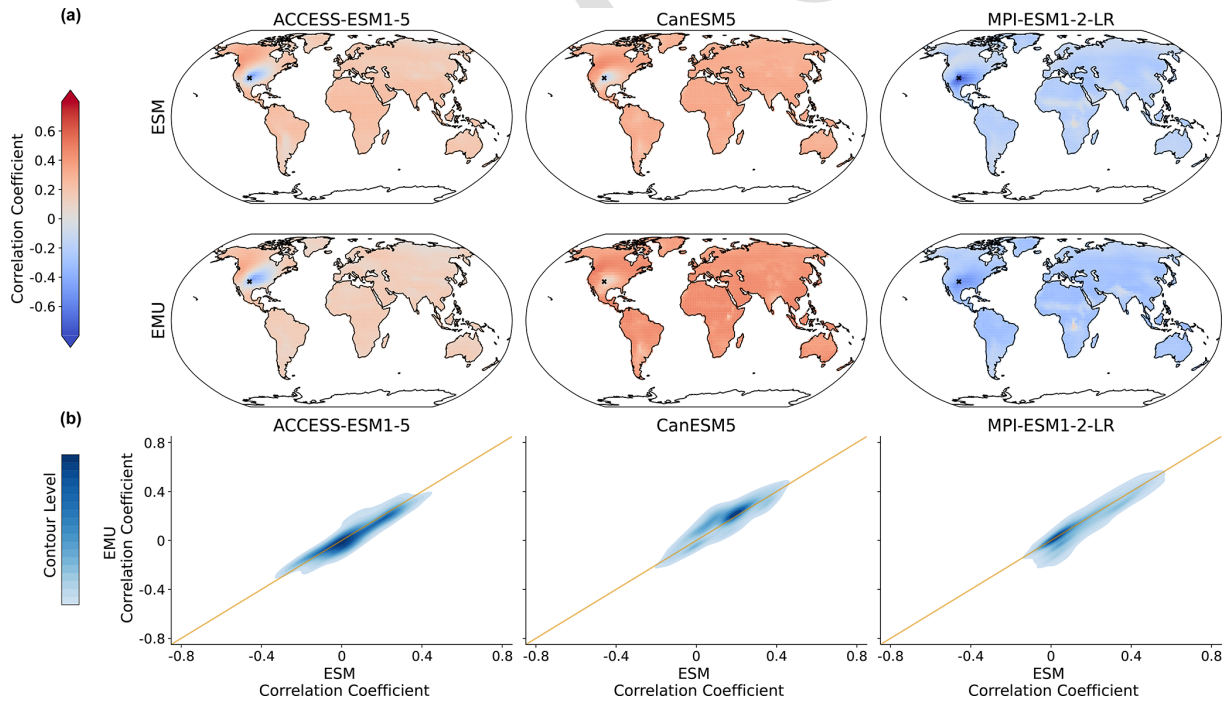 (a)
ACCESS-ESM1-5
CanESM5
MPI-ESM1-2-LR
Correlation Coefficient
0.6
0.4
0.2
0
-0.2
-0.4
-0.6
ESM
EMU
(b)
ACCESS-ESM1-5
CanESM5
MPI-ESM1-2-LR
Contour Level
EMU
Correlation Coefficient
0.8
0.4
0
-0.4
-0.8
-0.8 -0.4 0 0.4 0.8
-0.8 -0.4 0 0.4 0.8
-0.8 -0.4 0 0.4 0.8
ESM
Correlation Coefficient
ESM
Correlation Coefficient
ESM
Correlation Coefficient